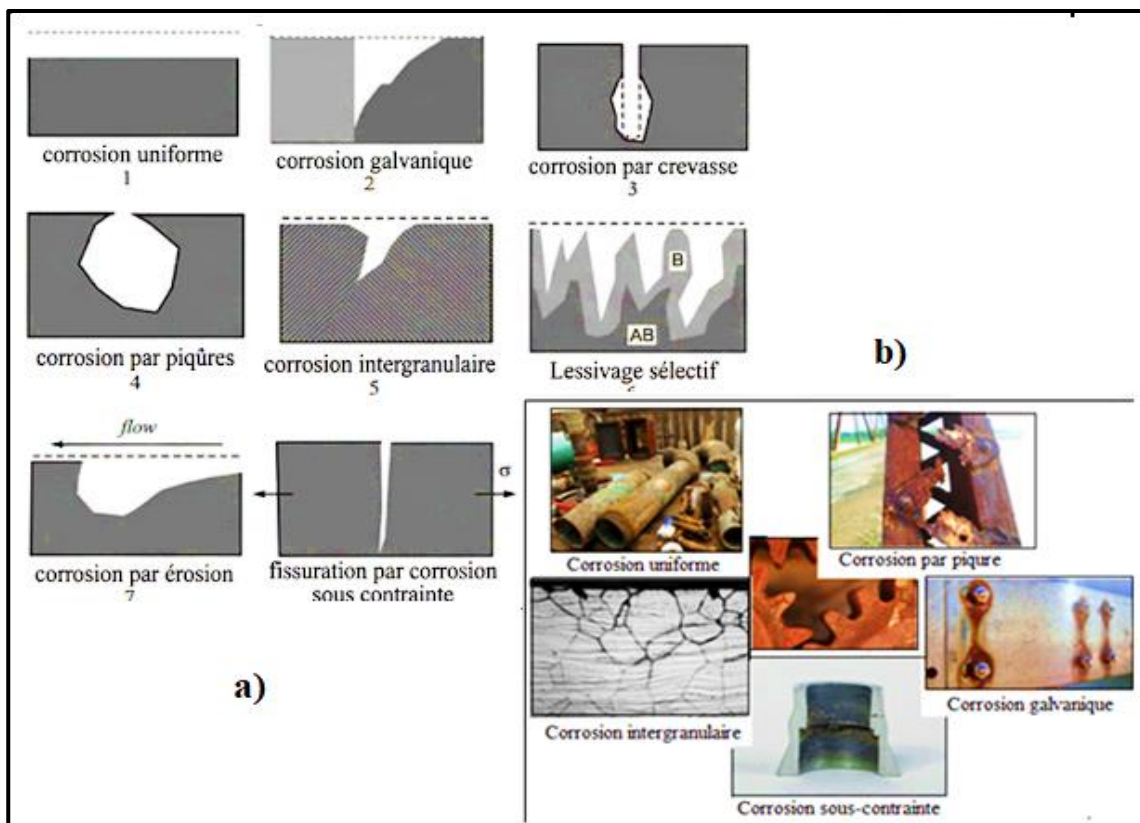 corrosion uniforme
1
corrosion galvanique
2
corrosion par crevasse
3
corrosion par piqûres
4
corrosion intergranulaire
5
B
AB
Lessivage sélectif
b)
flow
corrosion par érosion
7
σ
fissuration par corrosion
sous contrainte
a)
Corrosion uniforme
Corrosion par piqure
Corrosion intergranulaire
Corrosion galvanique
Corrosion sous-contrainte